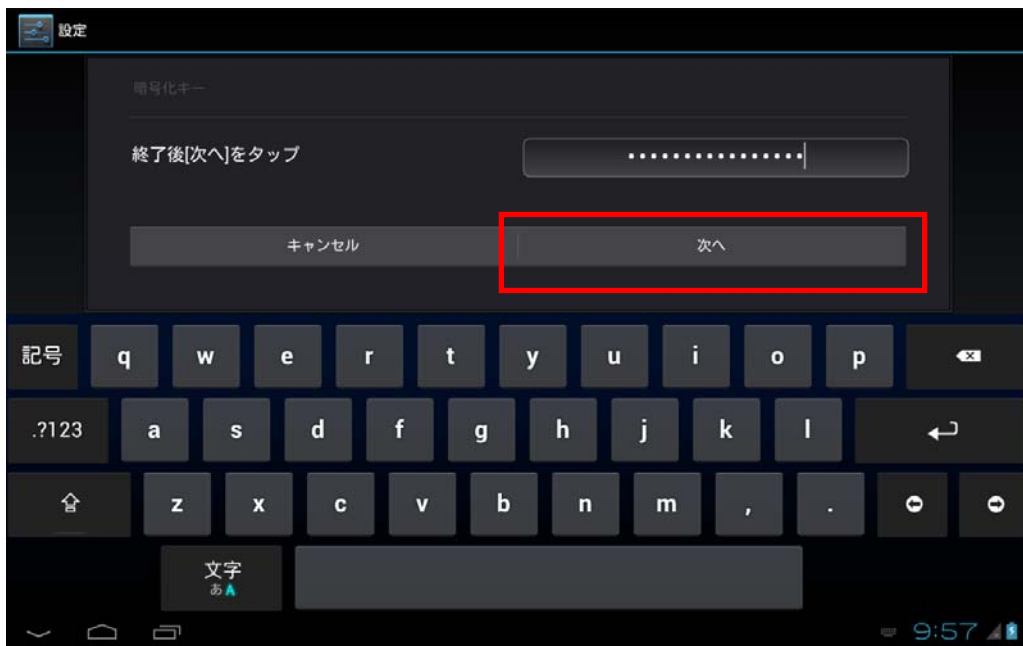 設定
暗号化キー
終了後[次へ]をタップ
••••••••••••••••
キャンセル 次へ
記号 q w e r t y u i o p
.?123 a s d f g h j k l
z x c v b n m , .
文字
あA
9:57